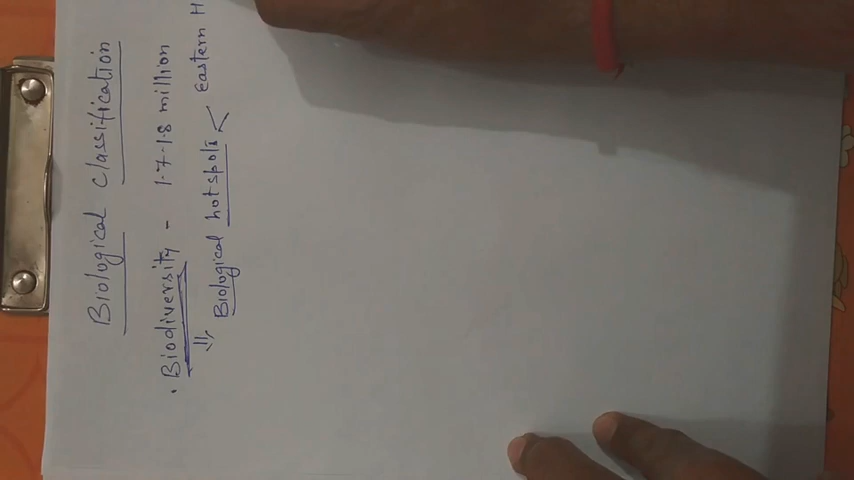 Biological classification
• Biodiversity - 1.7-1.8 million
⇓ Biological hotspots < Eastern H